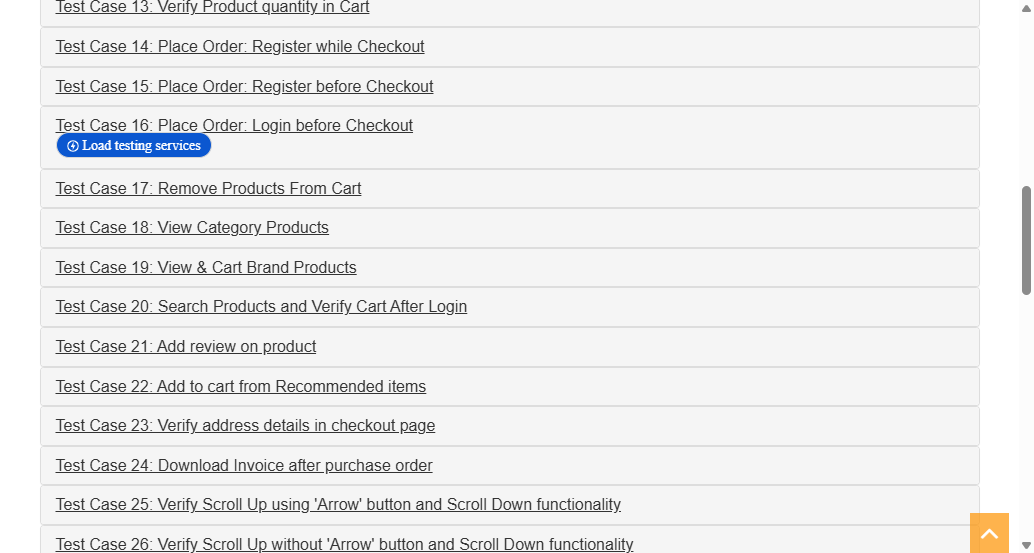 Test Case 13: Verify Product quantity in Cart
Test Case 14: Place Order: Register while Checkout
Test Case 15: Place Order: Register before Checkout
Test Case 16: Place Order: Login before Checkout
Load testing services
Test Case 17: Remove Products From Cart
Test Case 18: View Category Products
Test Case 19: View & Cart Brand Products
Test Case 20: Search Products and Verify Cart After Login
Test Case 21: Add review on product
Test Case 22: Add to cart from Recommended items
Test Case 23: Verify address details in checkout page
Test Case 24: Download Invoice after purchase order
Test Case 25: Verify Scroll Up using 'Arrow' button and Scroll Down functionality
Test Case 26: Verify Scroll Up without 'Arrow' button and Scroll Down functionality